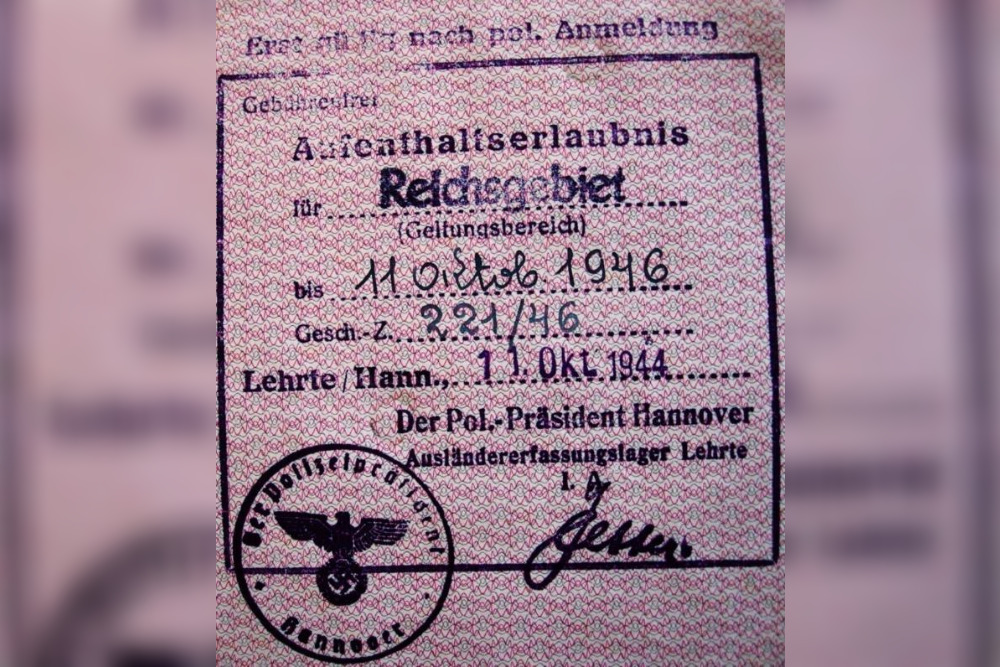 Erst gültig nach pol. Anmeldung
Gebührenfrei
Aufenthaltserlaubnis
für Reichsgebiet
(Geltungsbereich)
bis 11 Oktob 1946
Gesch.-Z. 221/46
Lehrte/Hann., 11. Okt 1944
Der Pol.-Präsident Hannover
Ausländererfassungslager Lehrte
I. A
Der Polizeipräsident
Hannover